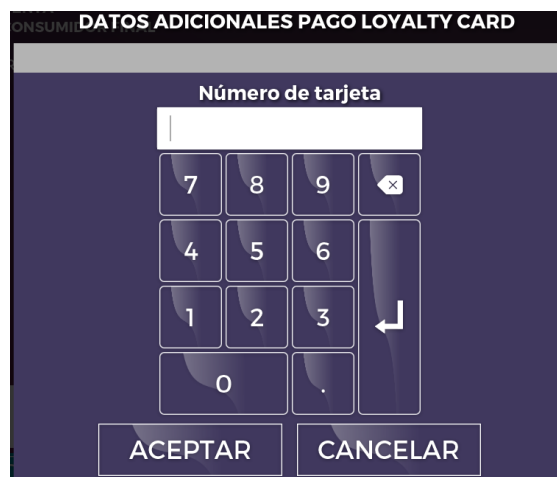 DATOS ADICIONALES PAGO LOYALTY CARD
Número de tarjeta
7 8 9
4 5 6
1 2 3
0 .
ACEPTAR CANCELAR